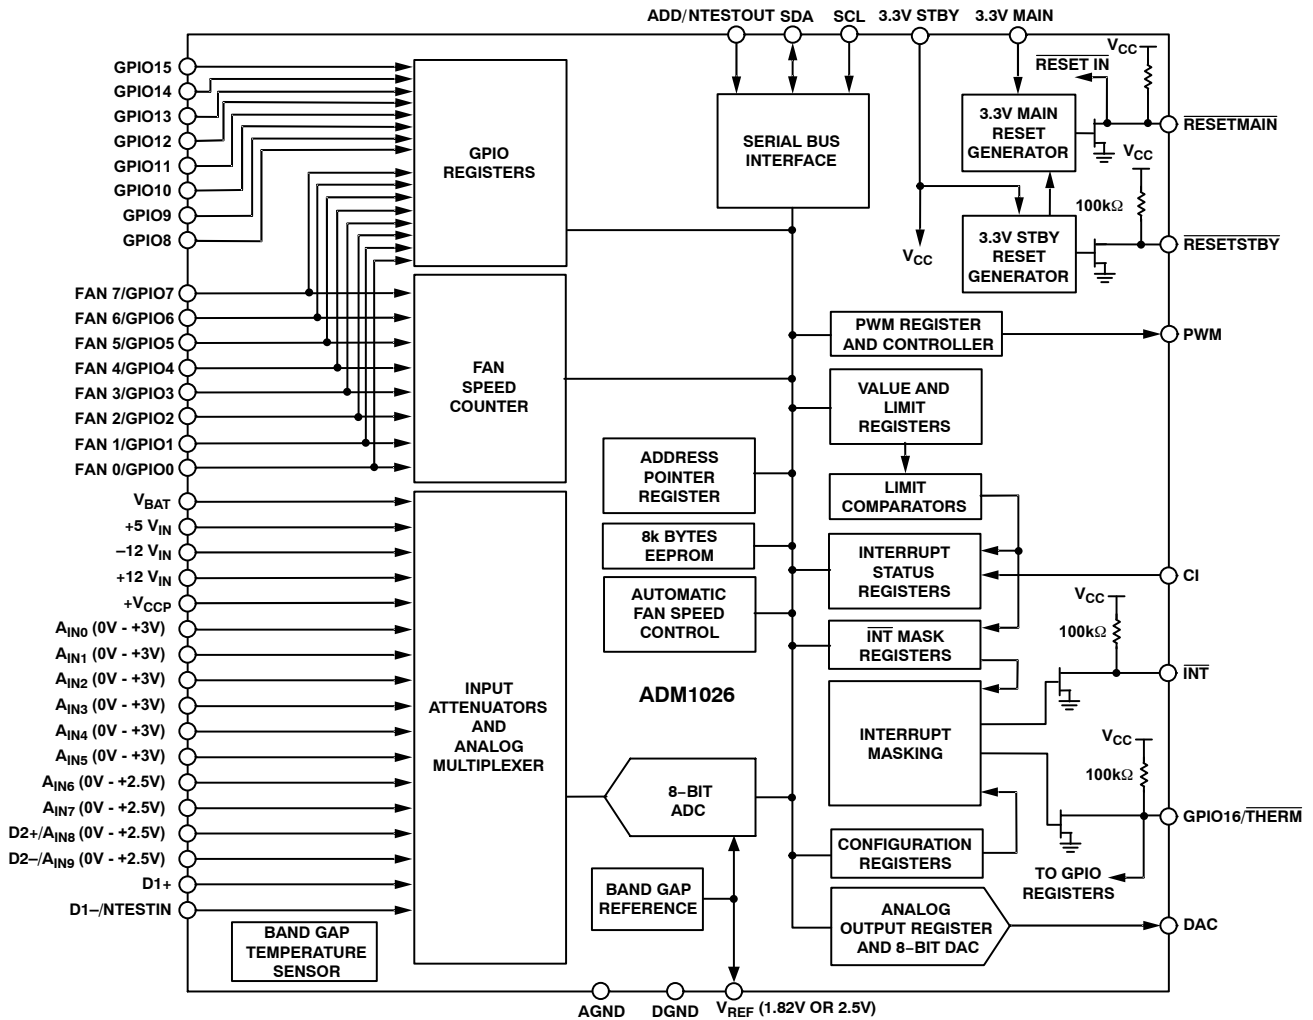 ADD/NTESTOUT SDA SCL 3.3V STBY 3.3V MAIN
GPIO15
GPIO14
GPIO13
GPIO12
GPIO11
GPIO10
GPIO9
GPIO8
FAN 7/GPIO7
FAN 6/GPIO6
FAN 5/GPIO5
FAN 4/GPIO4
FAN 3/GPIO3
FAN 2/GPIO2
FAN 1/GPIO1
FAN 0/GPIO0
VBAT
+5 VIN
–12 VIN
+12 VIN
+VCCP
AIN0 (0V - +3V)
AIN1 (0V - +3V)
AIN2 (0V - +3V)
AIN3 (0V - +3V)
AIN4 (0V - +3V)
AIN5 (0V - +3V)
AIN6 (0V - +2.5V)
AIN7 (0V - +2.5V)
D2+/AIN8 (0V - +2.5V)
D2–/AIN9 (0V - +2.5V)
D1+
D1–/NTESTIN
GPIO
REGISTERS
FAN
SPEED
COUNTER
INPUT
ATTENUATORS
AND
ANALOG
MULTIPLEXER
BAND GAP
TEMPERATURE
SENSOR
SERIAL BUS
INTERFACE
ADDRESS
POINTER
REGISTER
8k BYTES
EEPROM
AUTOMATIC
FAN SPEED
CONTROL
ADM1026
8–BIT
ADC
BAND GAP
REFERENCE
VCC
RESET IN
3.3V MAIN
RESET
GENERATOR
RESETMAIN
VCC
100kΩ
3.3V STBY
RESET
GENERATOR
RESETSTBY
VCC
PWM REGISTER
AND CONTROLLER
PWM
VALUE AND
LIMIT
REGISTERS
LIMIT
COMPARATORS
INTERRUPT
STATUS
REGISTERS
CI
INT MASK
REGISTERS
VCC
100kΩ
INT
INTERRUPT
MASKING
VCC
100kΩ
GPIO16/THERM
CONFIGURATION
REGISTERS
TO GPIO
REGISTERS
ANALOG
OUTPUT REGISTER
AND 8–BIT DAC
DAC
AGND DGND VREF (1.82V OR 2.5V)